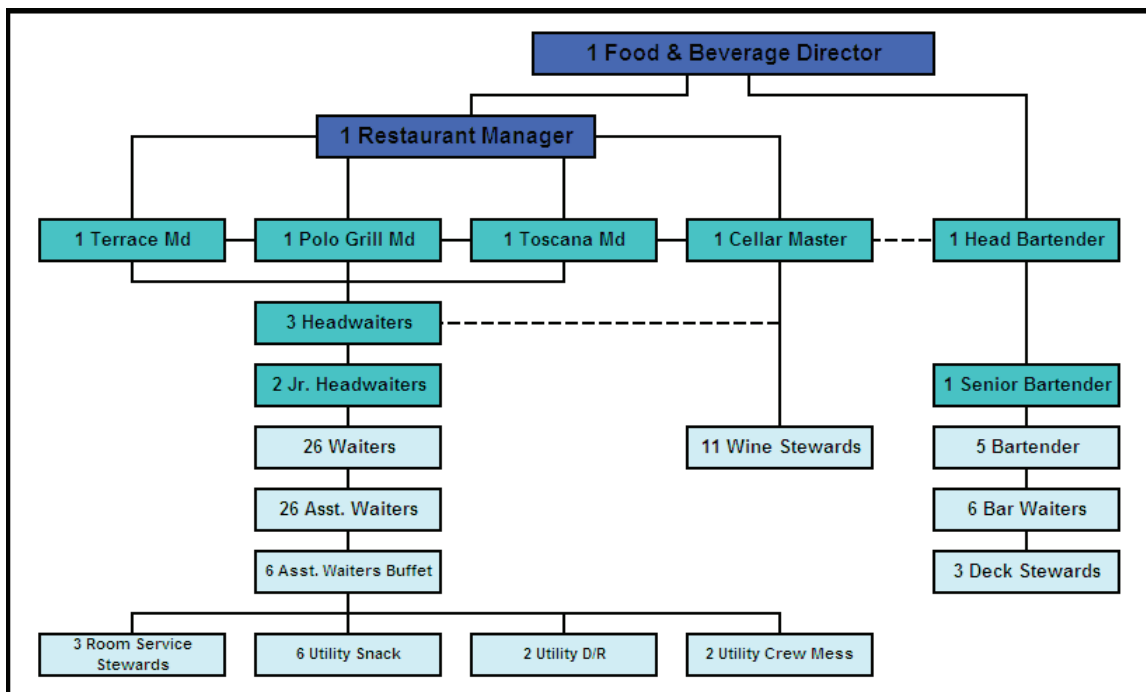 1 Food & Beverage Director
1 Restaurant Manager
1 Terrace Md
1 Polo Grill Md
1 Toscana Md
1 Cellar Master
1 Head Bartender
3 Headwaiters
2 Jr. Headwaiters
1 Senior Bartender
26 Waiters
11 Wine Stewards
5 Bartender
26 Asst. Waiters
6 Bar Waiters
6 Asst. Waiters Buffet
3 Deck Stewards
3 Room Service
Stewards
6 Utility Snack
2 Utility D/R
2 Utility Crew Mess